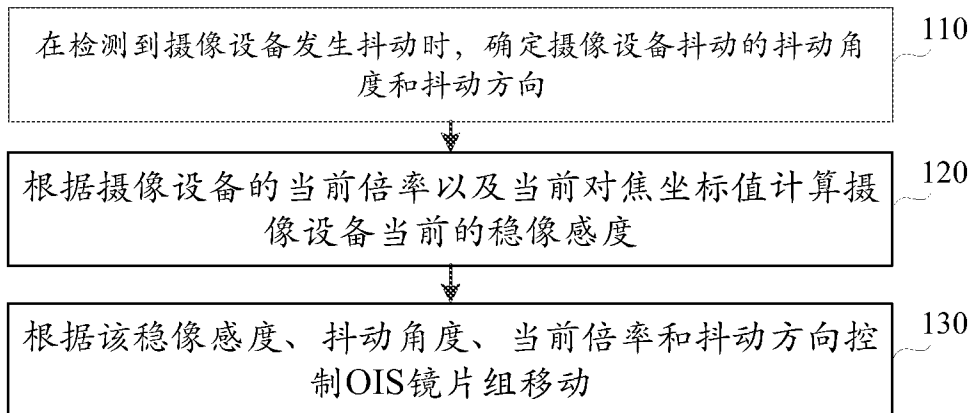 在检测到摄像设备发生抖动时，确定摄像设备抖动的抖动角
度和抖动方向
110
根据摄像设备的当前倍率以及当前对焦坐标值计算摄
像设备当前的稳像感度
120
根据该稳像感度、抖动角度、当前倍率和抖动方向控
制OIS镜片组移动
130